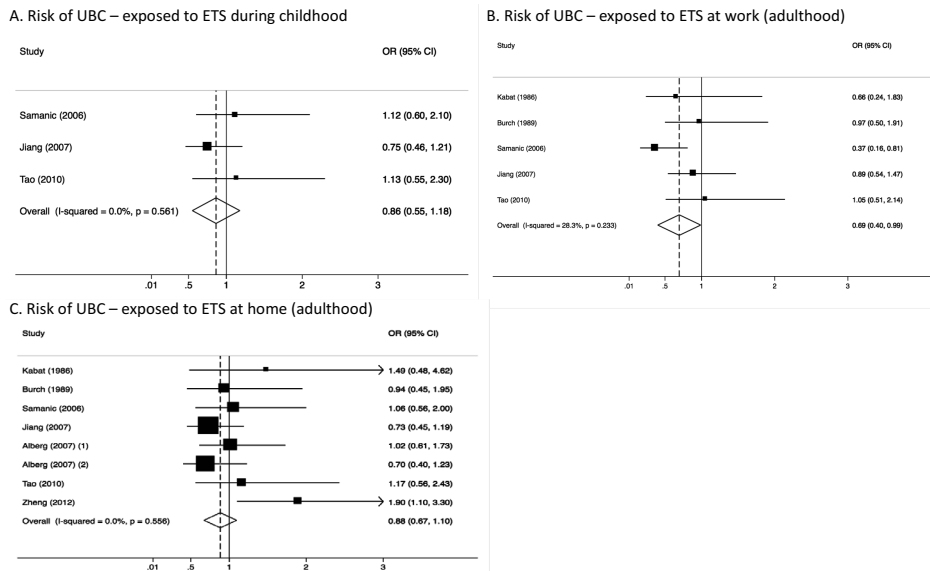 A. Risk of UBC – exposed to ETS during childhood
Study OR (95% CI)
Samanic (2006) 1.12 (0.60, 2.10)
Jiang (2007) 0.75 (0.46, 1.21)
Tao (2010) 1.13 (0.55, 2.30)
Overall (I-squared = 0.0%, p = 0.561) 0.86 (0.55, 1.18)
.01 .5 1 2 3
B. Risk of UBC – exposed to ETS at work (adulthood)
Study OR (95% CI)
Kabat (1986) 0.66 (0.24, 1.83)
Burch (1989) 0.97 (0.50, 1.91)
Samanic (2006) 0.37 (0.16, 0.81)
Jiang (2007) 0.89 (0.54, 1.47)
Tao (2010) 1.05 (0.51, 2.14)
Overall (I-squared = 28.3%, p = 0.233) 0.69 (0.40, 0.99)
.01 .5 1 2 3
C. Risk of UBC – exposed to ETS at home (adulthood)
Study OR (95% CI)
Kabat (1986) 1.49 (0.48, 4.62)
Burch (1989) 0.94 (0.45, 1.95)
Samanic (2006) 1.06 (0.56, 2.00)
Jiang (2007) 0.73 (0.45, 1.19)
Alberg (2007) (1) 1.02 (0.61, 1.73)
Alberg (2007) (2) 0.70 (0.40, 1.23)
Tao (2010) 1.17 (0.56, 2.43)
Zheng (2012) 1.90 (1.10, 3.30)
Overall (I-squared = 0.0%, p = 0.556) 0.88 (0.67, 1.10)
.01 .5 1 2 3